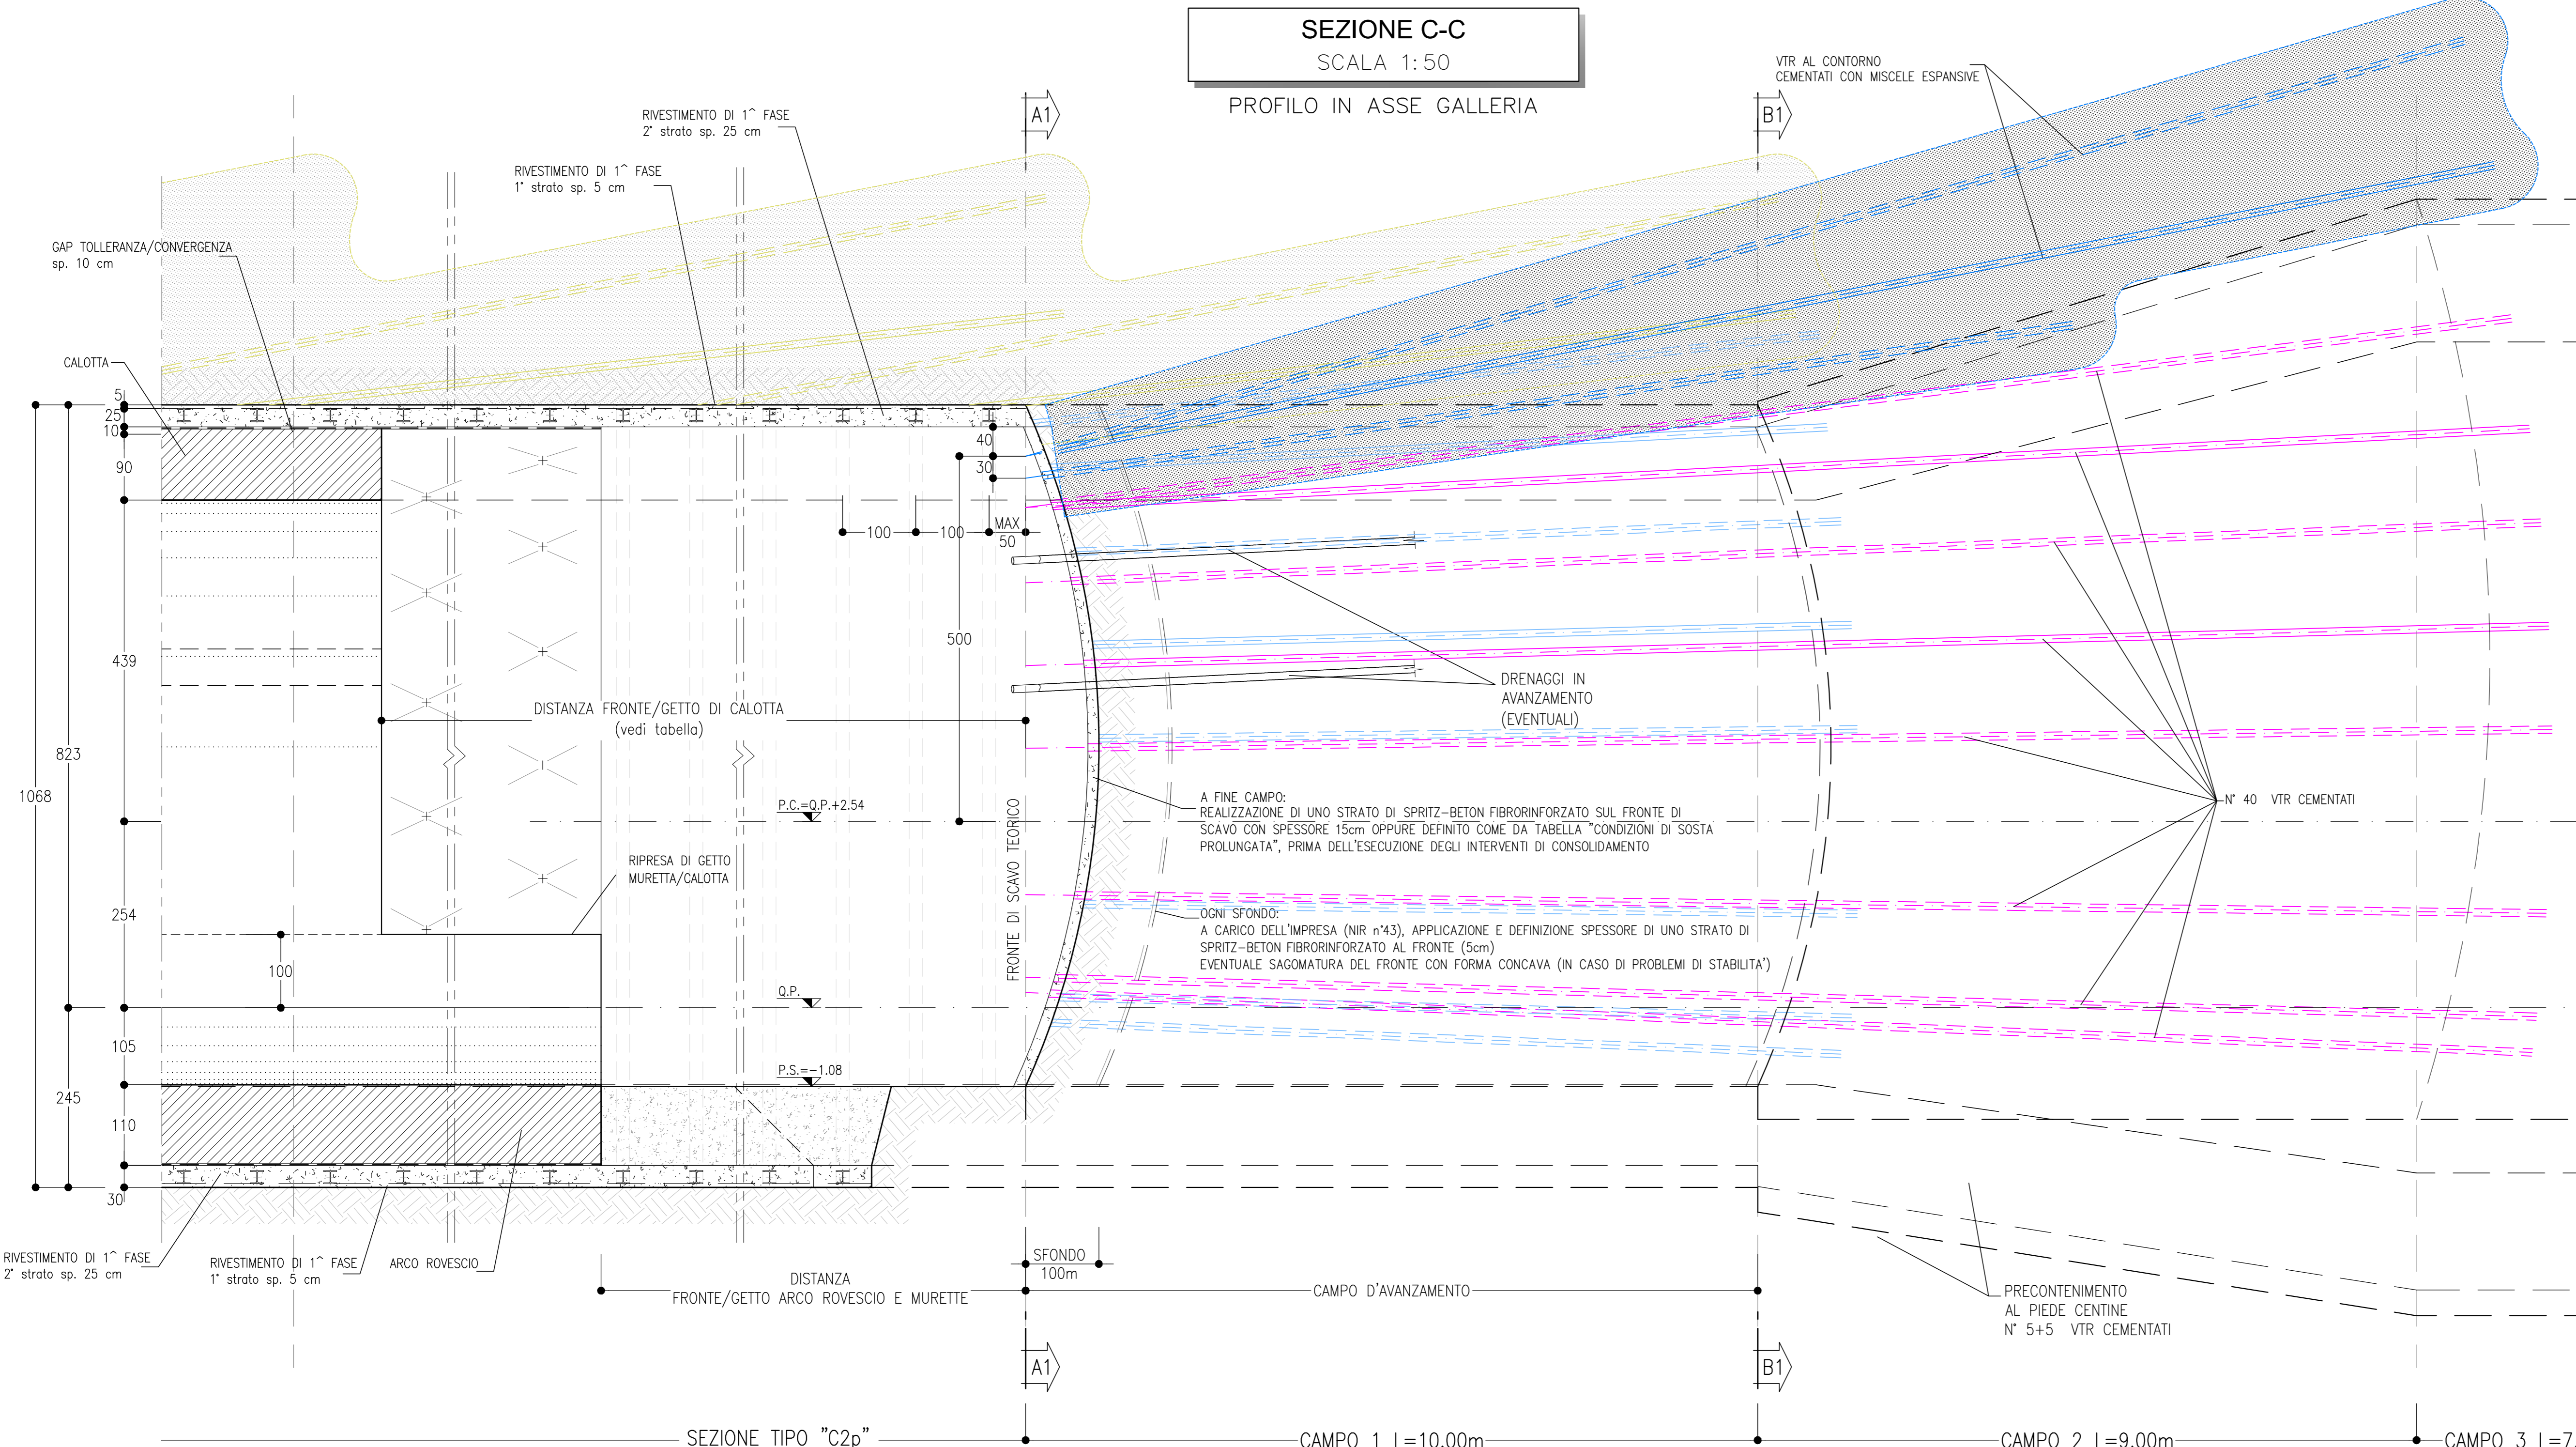 SEZIONE C-C
SCALA 1:50
PROFILO IN ASSE GALLERIA
VTR AL CONTORNO
CEMENTATI CON MISCELE ESPANSIVE
A1
B1
RIVESTIMENTO DI 1^ FASE
2° strato sp. 25 cm
RIVESTIMENTO DI 1^ FASE
1° strato sp. 5 cm
GAP TOLLERANZA/CONVERGENZA
sp. 10 cm
CALOTTA
5
25
10
90
439
254
105
110
30
823
245
1068
100
40
30
100
100
MAX
50
500
DISTANZA FRONTE/GETTO DI CALOTTA
(vedi tabella)
DRENAGGI IN
AVANZAMENTO
(EVENTUALI)
P.C.=Q.P.+2.54
FRONTE DI SCAVO TEORICO
A FINE CAMPO:
REALIZZAZIONE DI UNO STRATO DI SPRITZ-BETON FIBRORINFORZATO SUL FRONTE DI
SCAVO CON SPESSORE 15cm OPPURE DEFINITO COME DA TABELLA "CONDIZIONI DI SOSTA
PROLUNGATA", PRIMA DELL'ESECUZIONE DEGLI INTERVENTI DI CONSOLIDAMENTO
N° 40 VTR CEMENTATI
RIPRESA DI GETTO
MURETTA/CALOTTA
OGNI SFONDO:
A CARICO DELL'IMPRESA (NIR n°43), APPLICAZIONE E DEFINIZIONE SPESSORE DI UNO STRATO DI
SPRITZ-BETON FIBRORINFORZATO AL FRONTE (5cm)
EVENTUALE SAGOMATURA DEL FRONTE CON FORMA CONCAVA (IN CASO DI PROBLEMI DI STABILITA')
Q.P.
P.S.=-1.08
RIVESTIMENTO DI 1^ FASE
2° strato sp. 25 cm
RIVESTIMENTO DI 1^ FASE
1° strato sp. 5 cm
ARCO ROVESCIO
SFONDO
100m
DISTANZA
FRONTE/GETTO ARCO ROVESCIO E MURETTE
CAMPO D'AVANZAMENTO
PRECONTENIMENTO
AL PIEDE CENTINE
N° 5+5 VTR CEMENTATI
A1
B1
SEZIONE TIPO "C2p"
CAMPO 1 L=10.00m
CAMPO 2 L=9.00m
CAMPO 3 L=7.